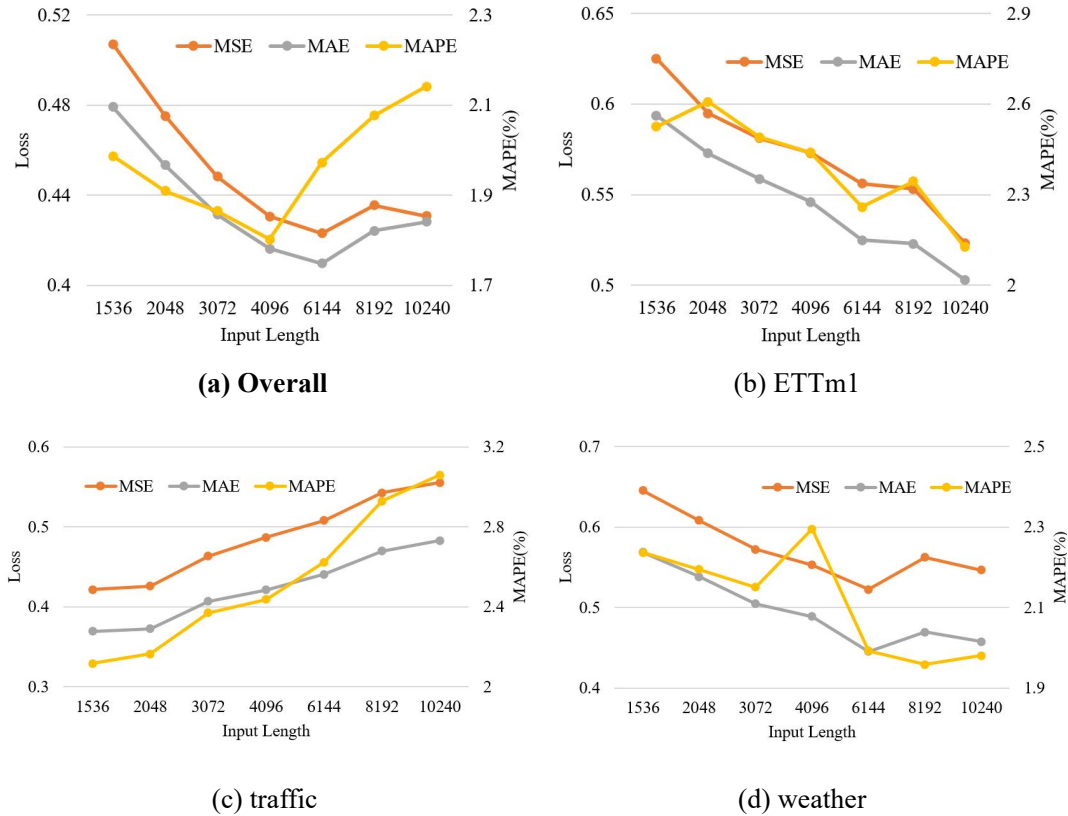 0.52
0.48
0.44
0.4
Loss
2.3
2.1
1.9
1.7
MAPE(%)
MSE MAE MAPE
1536 2048 3072 4096 6144 8192 10240
Input Length
(a) Overall
0.65
0.6
0.55
0.5
Loss
2.9
2.6
2.3
2
MAPE(%)
MSE MAE MAPE
1536 2048 3072 4096 6144 8192 10240
Input Length
(b) ETTm1
0.6
0.5
0.4
0.3
Loss
3.2
2.8
2.4
2
MAPE(%)
MSE MAE MAPE
1536 2048 3072 4096 6144 8192 10240
Input Length
(c) traffic
0.7
0.6
0.5
0.4
Loss
2.5
2.3
2.1
1.9
MAPE(%)
MSE MAE MAPE
1536 2048 3072 4096 6144 8192 10240
Input Length
(d) weather